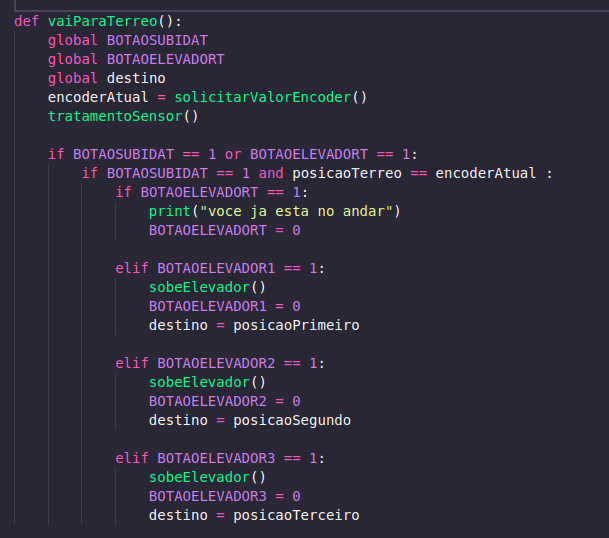 def vaiParaTerreo():
    global BOTAOSUBIDAT
    global BOTAOELEVADORT
    global destino
    encoderAtual = solicitarValorEncoder()
    tratamentoSensor()

    if BOTAOSUBIDAT == 1 or BOTAOELEVADORT == 1:
        if BOTAOSUBIDAT == 1 and posicaoTerreo == encoderAtual :
            if BOTAOELEVADORT == 1:
                print("voce ja esta no andar")
                BOTAOELEVADORT = 0

            elif BOTAOELEVADOR1 == 1:
                sobeElevador()
                BOTAOELEVADOR1 = 0
                destino = posicaoPrimeiro

            elif BOTAOELEVADOR2 == 1:
                sobeElevador()
                BOTAOELEVADOR2 = 0
                destino = posicaoSegundo

            elif BOTAOELEVADOR3 == 1:
                sobeElevador()
                BOTAOELEVADOR3 = 0
                destino = posicaoTerceiro